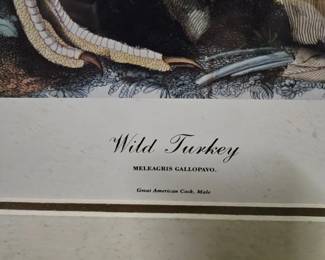 Wild Turkey
MELEAGRIS GALLOPAVO.
Great American Cock, Male